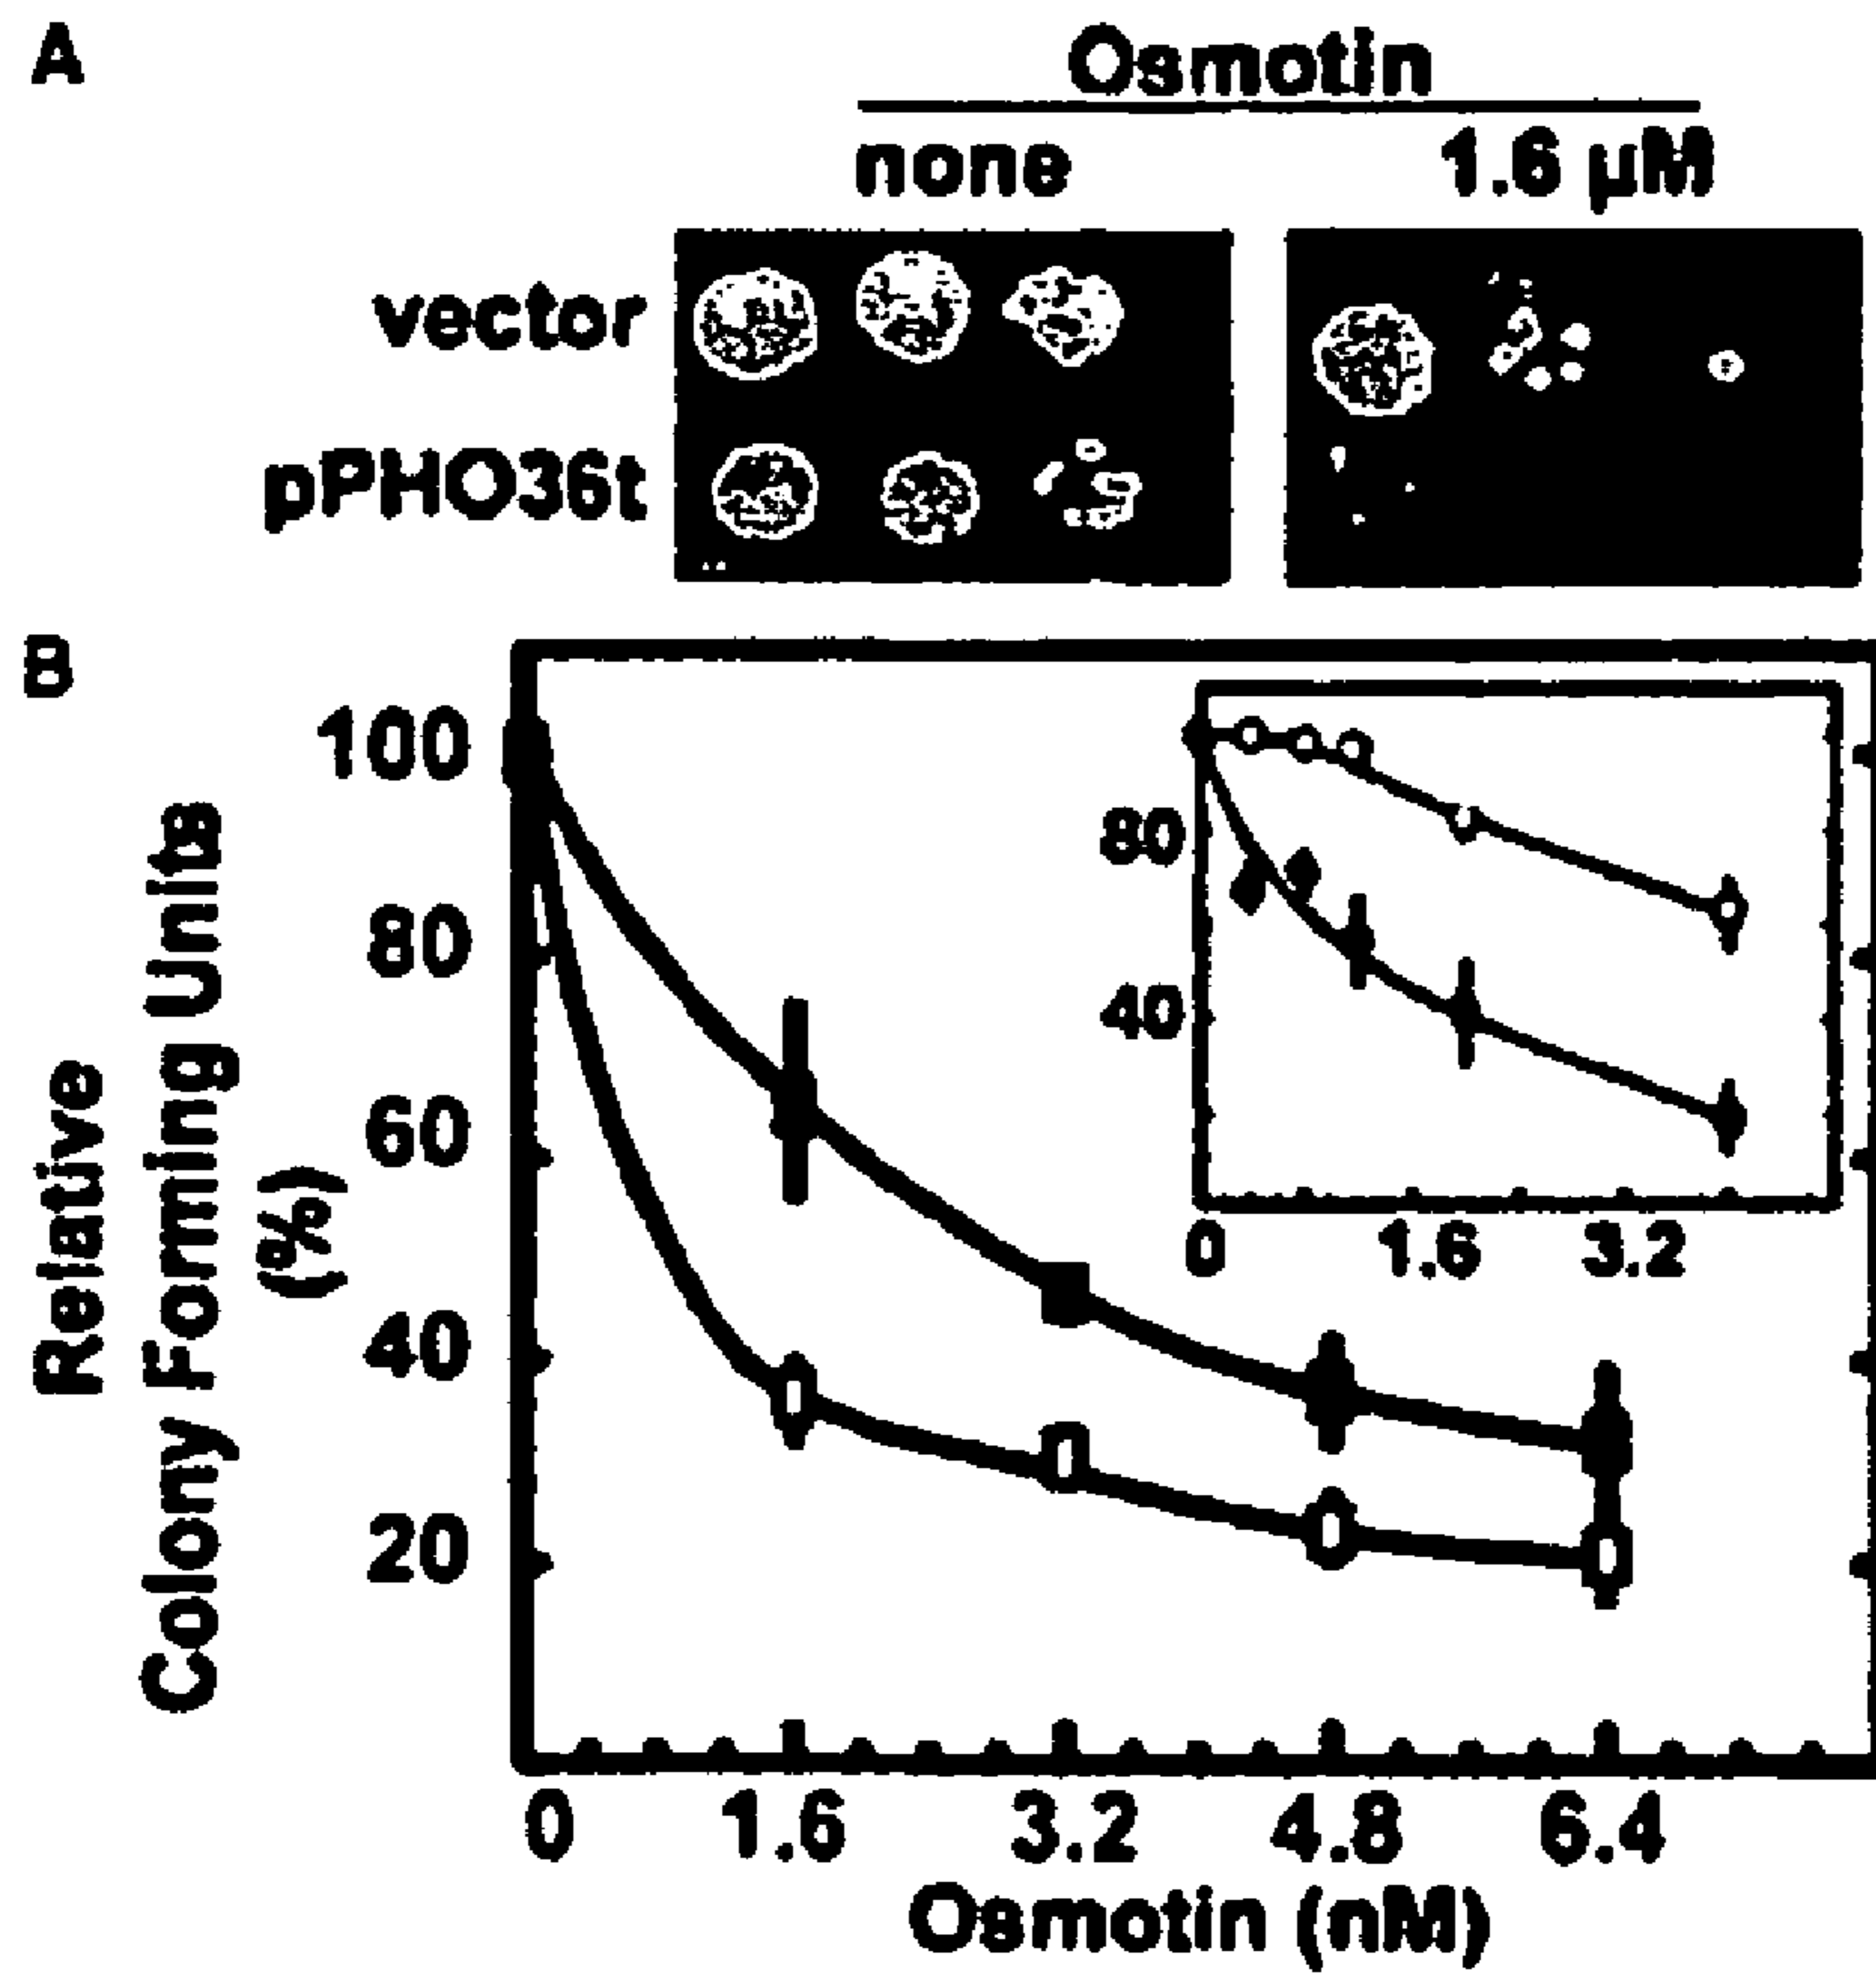 A
Osmotin
none
1.6 µM
vector
pPHO36t
B
Relative
Colony Forming Units
(%)
100
80
60
40
20
80
40
0
1.6
3.2
0
1.6
3.2
4.8
6.4
Osmotin (nM)